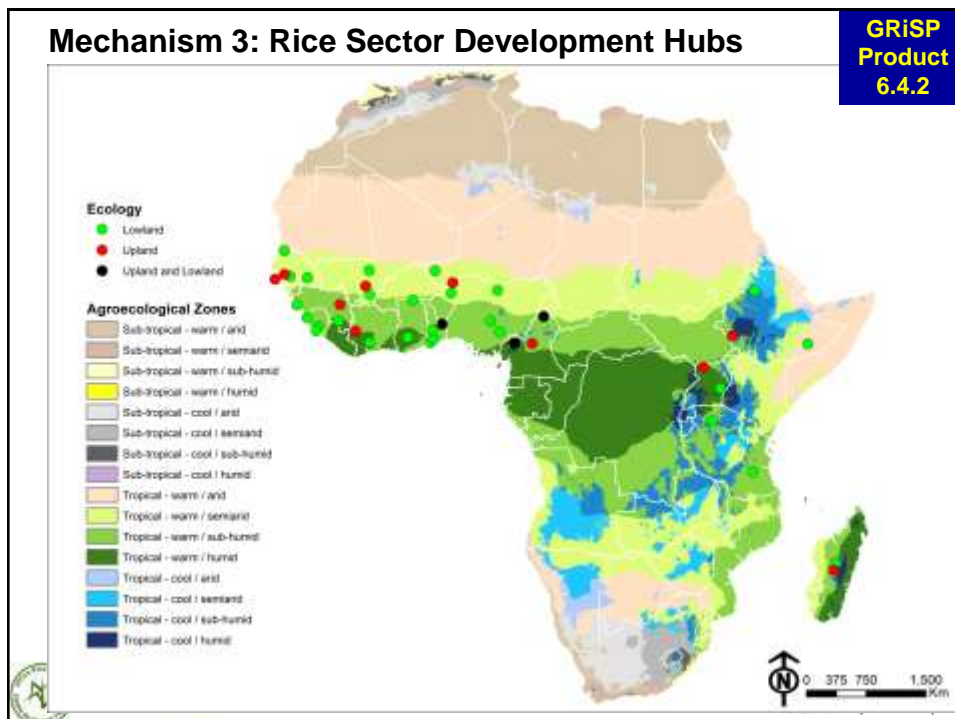 Mechanism 3: Rice Sector Development Hubs
GRiSP
Product
6.4.2
Ecology
Lowland
Upland
Upland and Lowland
Agroecological Zones
Sub-tropical - warm / arid
Sub-tropical - warm / semiarid
Sub-tropical - warm / sub-humid
Sub-tropical - warm / humid
Sub-tropical - cool / arid
Sub-tropical - cool / semiarid
Sub-tropical - cool / sub-humid
Sub-tropical - cool / humid
Tropical - warm / arid
Tropical - warm / semiarid
Tropical - warm / sub-humid
Tropical - warm / humid
Tropical - cool / arid
Tropical - cool / semiarid
Tropical - cool / sub-humid
Tropical - cool / humid
N
0 375 750 1,500
Km